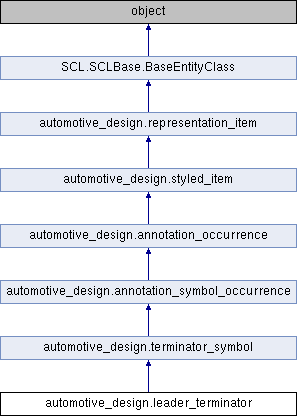 object
SCL.SCLBase.BaseEntityClass
automotive_design.representation_item
automotive_design.styled_item
automotive_design.annotation_occurrence
automotive_design.annotation_symbol_occurrence
automotive_design.terminator_symbol
automotive_design.leader_terminator